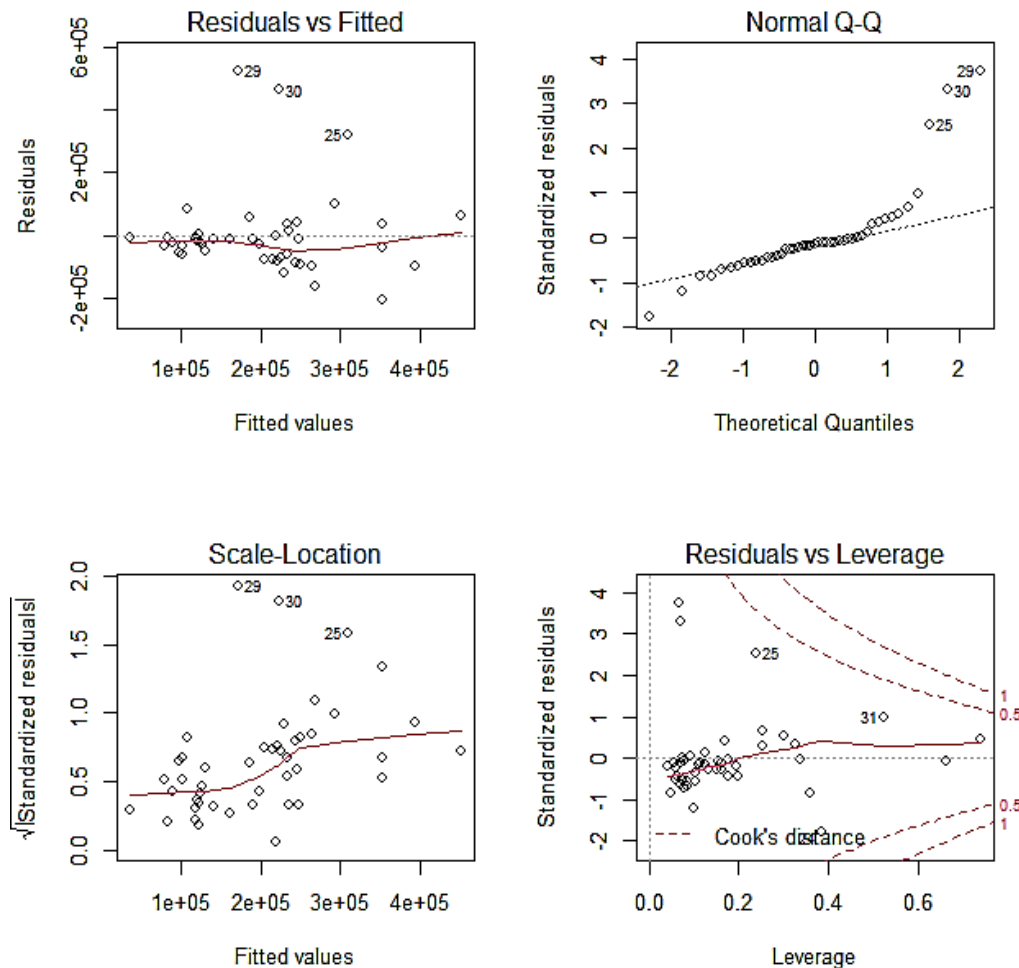 Residuals vs Fitted
Residuals
6e+05
2e+05
-2e+05
29
30
25
1e+05 2e+05 3e+05 4e+05
Fitted values
Normal Q-Q
Standardized residuals
4
3
2
1
0
-1
-2
29
30
25
-2 -1 0 1 2
Theoretical Quantiles
Scale-Location
√|Standardized residuals|
2.0
1.5
1.0
0.5
0.0
29
30
25
1e+05 2e+05 3e+05 4e+05
Fitted values
Residuals vs Leverage
Standardized residuals
4
3
2
1
0
-1
-2
25
31
1
0.5
0.5
1
Cook's distance
0.0 0.2 0.4 0.6
Leverage